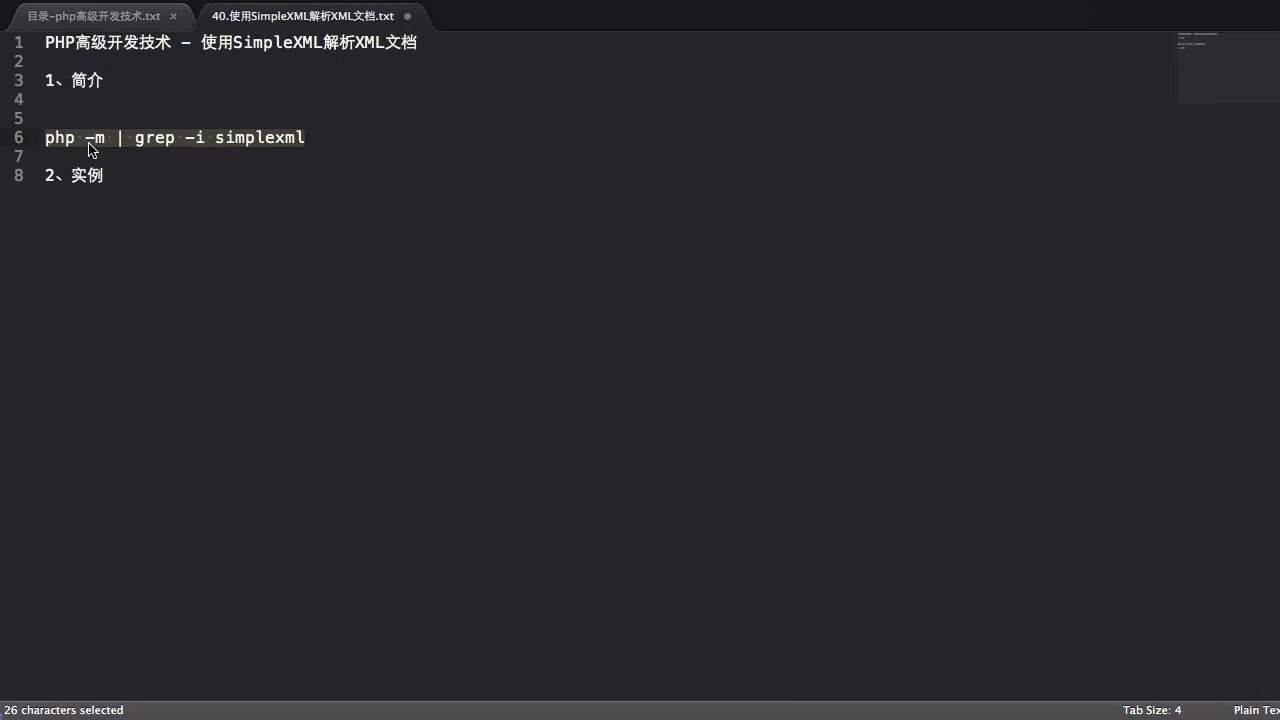 目录-php高级开发技术.txt ×
40.使用SimpleXML解析XML文档.txt
1 PHP高级开发技术 - 使用SimpleXML解析XML文档
2
3 1、简介
4
5
6 php -m | grep -i simplexml
7
8 2、实例
26 characters selected
Tab Size: 4
Plain Tex